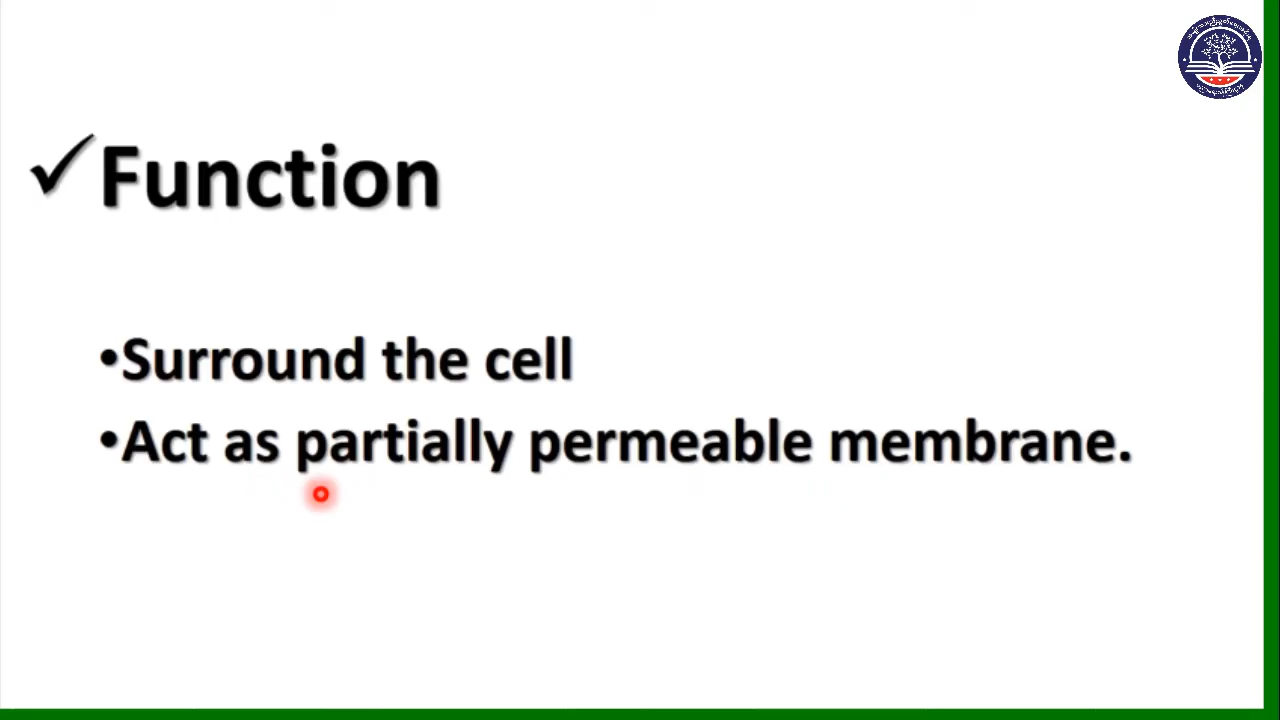 ✓Function
•Surround the cell
•Act as partially permeable membrane.